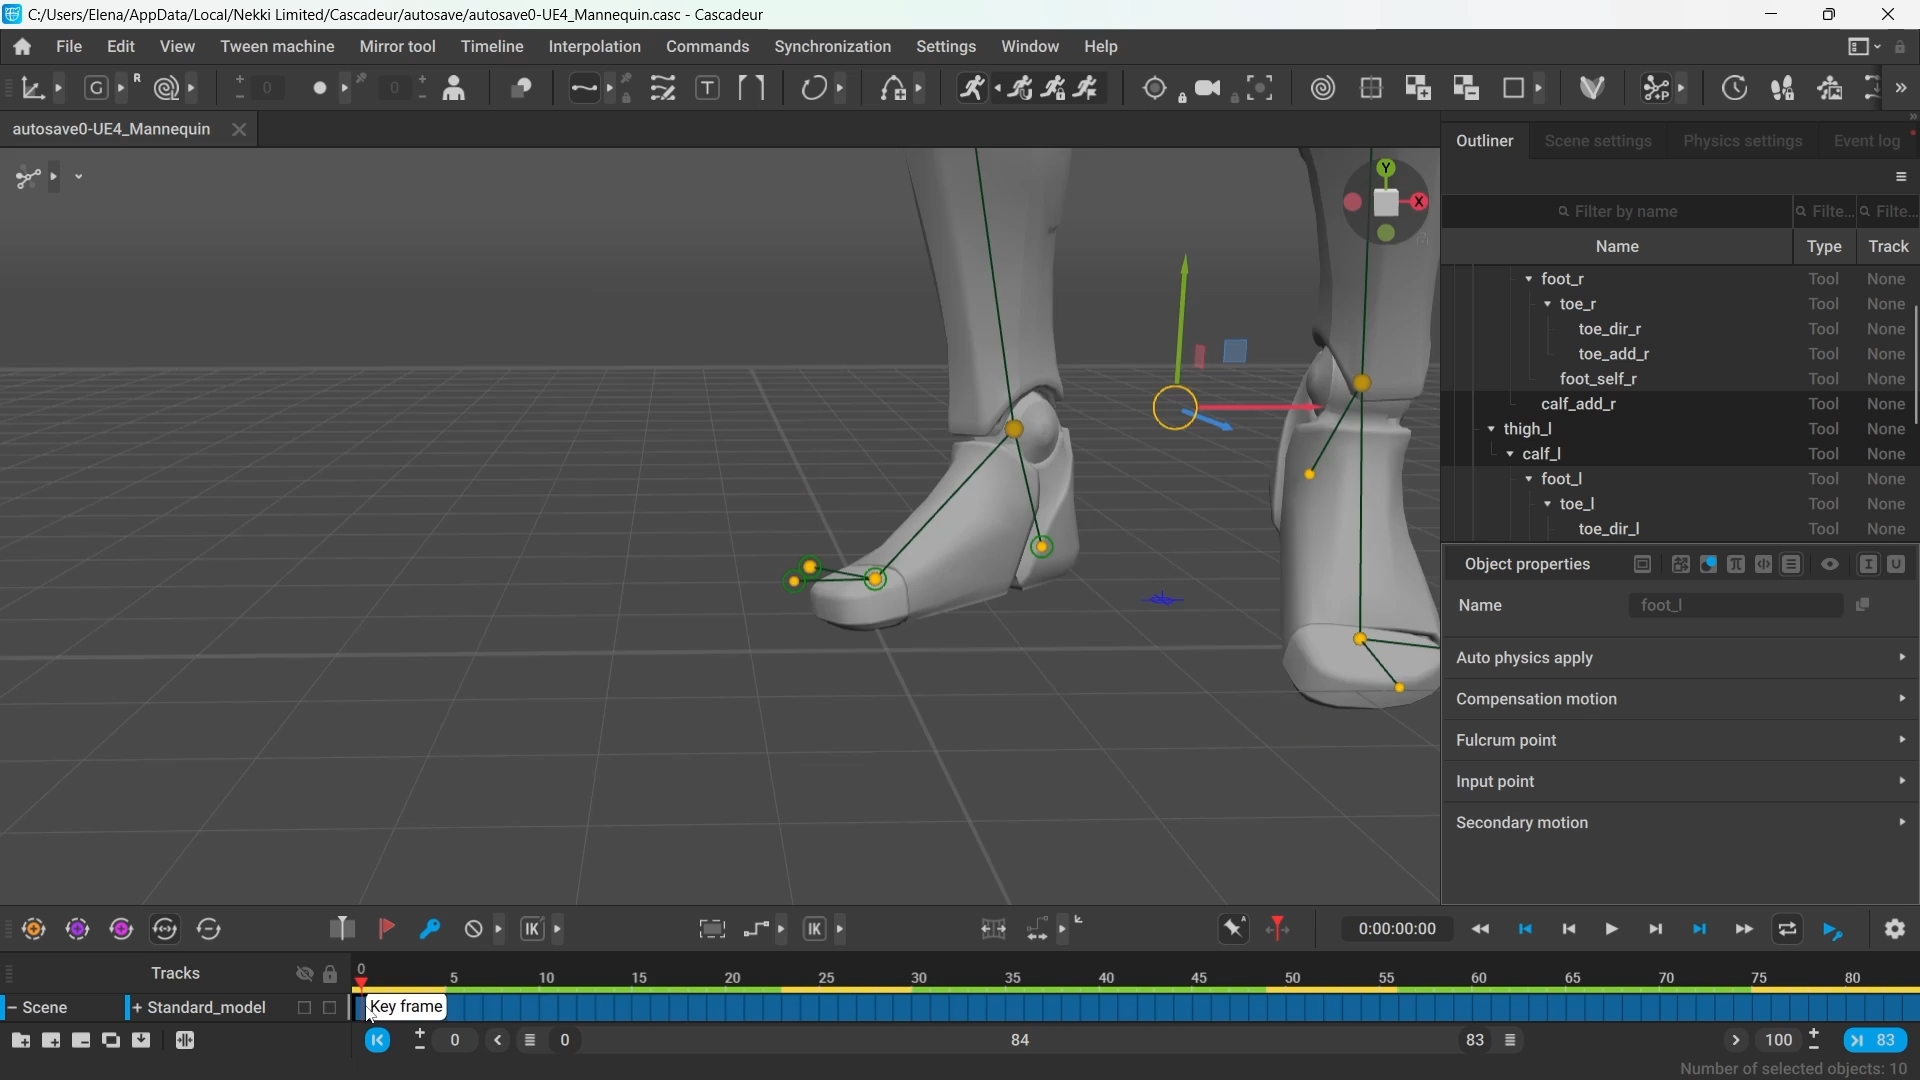 C:/Users/Elena/AppData/Local/Nekki Limited/Cascadeur/autosave/autosave0-UE4_Mannequin.casc - Cascadeur
File Edit View Tween machine Mirror tool Timeline Interpolation Commands Synchronization Settings Window Help
G R 0 0 T P
autosave0-UE4_Mannequin
Outliner Scene settings Physics settings Event log
Y
X
Filter by name Filte... Filte...
Name Type Track
foot_r Tool None
toe_r Tool None
toe_dir_r Tool None
toe_add_r Tool None
foot_self_r Tool None
calf_add_r Tool None
thigh_l Tool None
calf_l Tool None
foot_l Tool None
toe_l Tool None
toe_dir_l Tool None
Object properties
Name foot_l
Auto physics apply
Compensation motion
Fulcrum point
Input point
Secondary motion
IK IK A 0:00:00:00
Tracks 0 5 10 15 20 25 30 35 40 45 50 55 60 65 70 75 80
Scene Standard_model Key frame
0 0 84 83 100 83
Number of selected objects: 10